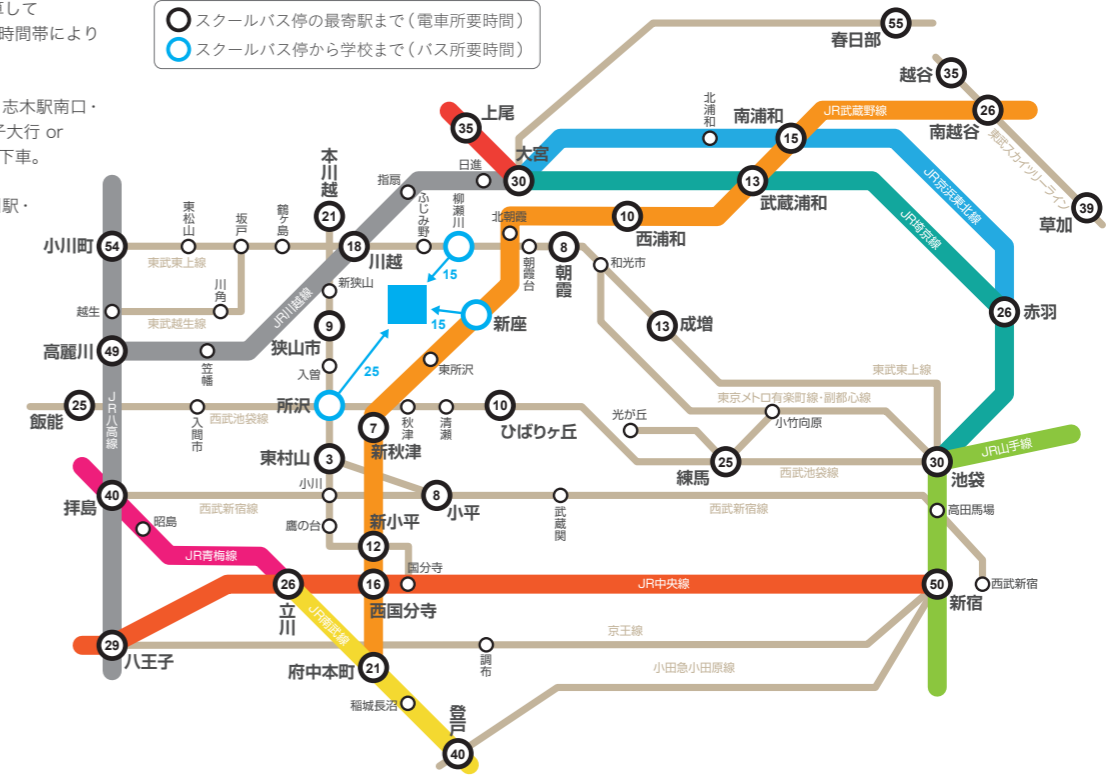 直して
時間帯により
志木駅南口・
子大行 or
下車。
駅・
スクールバス停の最寄駅まで(電車所要時間)
スクールバス停から学校まで(バス所要時間)
55
春日部
越谷
35
26
南越谷
JR武蔵野線
東武スカイツリーライン
39
草加
上尾
35
大宮
30
日進
指扇
北浦和
南浦和
15
13
武蔵浦和
JR京浜東北線
JR埼京線
10
西浦和
本川越
21
小川町
54
東松山
坂戸
鶴ヶ島
東武東上線
18
川越
ふじみ野
柳瀬川
北朝霞
朝霞台
8
朝霞
和光市
15
15
25
新座
越生
川角
東武越生線
JR川越線
新狭山
9
狭山市
入曽
高麗川
49
笠幡
JR八高線
13
成増
26
赤羽
東武東上線
東京メトロ有楽町線・副都心線
東所沢
飯能
25
入間市
西武池袋線
所沢
秋津
清瀬
10
ひばりヶ丘
光が丘
小竹向原
7
新秋津
25
練馬
西武池袋線
30
池袋
JR山手線
東村山
3
小川
8
小平
拝島
40
西武新宿線
昭島
鷹の台
新小平
12
武蔵関
西武新宿線
高田馬場
JR青梅線
国分寺
26
立川
16
西国分寺
JR中央線
50
新宿
西武新宿
JR南武線
29
八王子
府中本町
21
調布
京王線
小田急小田原線
稲城長沼
登戸
40